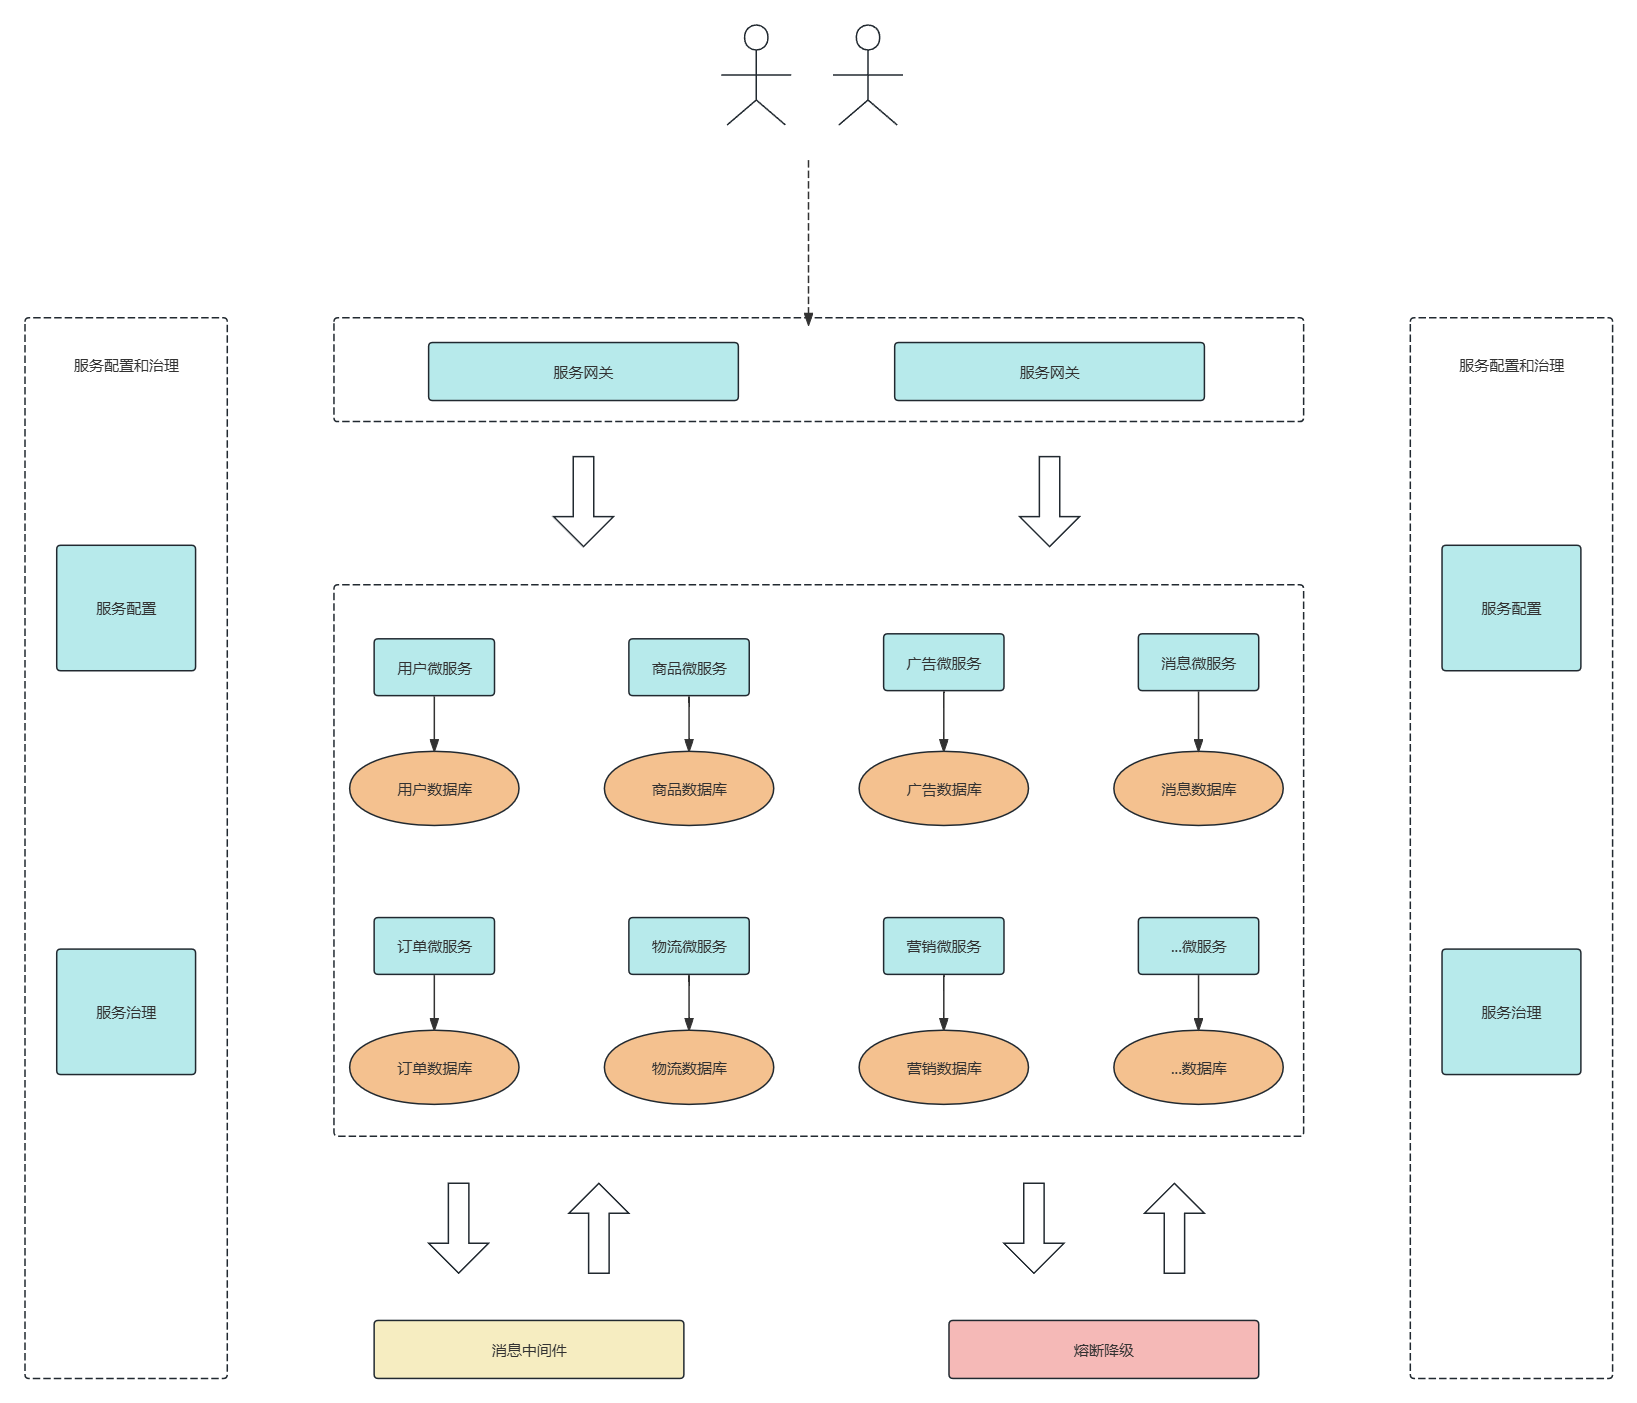 服务配置和治理
服务网关
服务网关
服务配置和治理
服务配置
服务配置
用户微服务
商品微服务
广告微服务
消息微服务
用户数据库
商品数据库
广告数据库
消息数据库
订单微服务
物流微服务
营销微服务
...微服务
服务治理
服务治理
订单数据库
物流数据库
营销数据库
...数据库
消息中间件
熔断降级